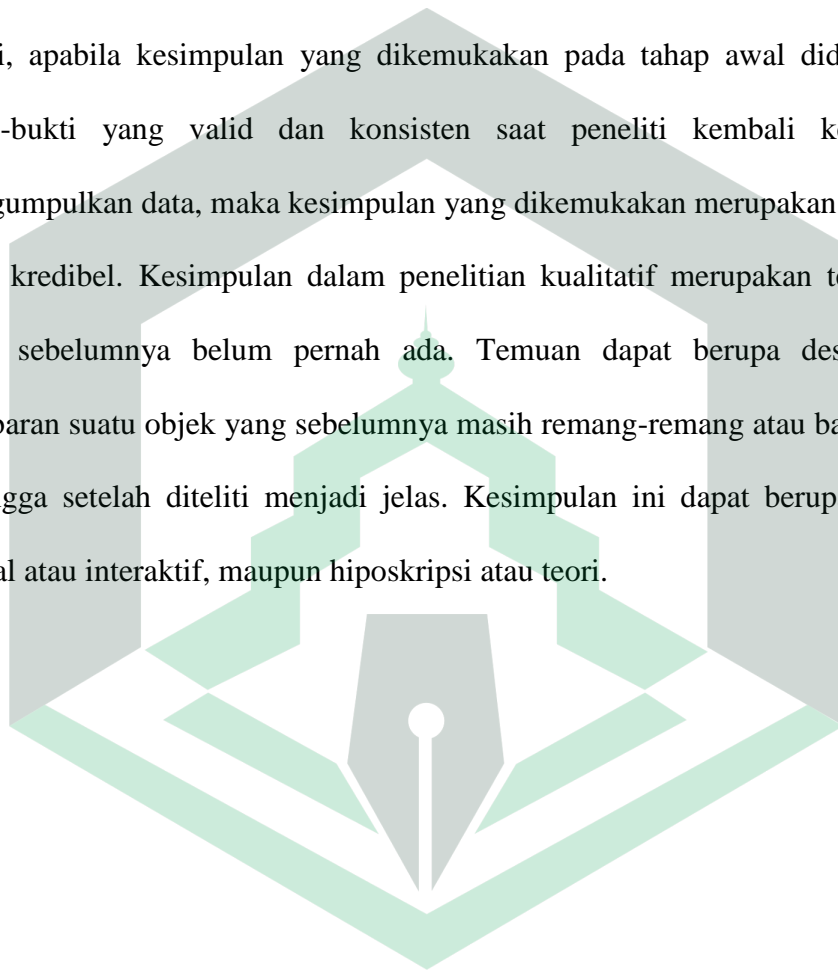 i, apabila kesimpulan yang dikemukakan pada tahap awal did
-bukti yang valid dan konsisten saat peneliti kembali k
gumpulkan data, maka kesimpulan yang dikemukakan merupakan
kredibel. Kesimpulan dalam penelitian kualitatif merupakan t
sebelumnya belum pernah ada. Temuan dapat berupa des
baran suatu objek yang sebelumnya masih remang-remang atau ba
ngga setelah diteliti menjadi jelas. Kesimpulan ini dapat berup
al atau interaktif, maupun hiposkripsi atau teori.